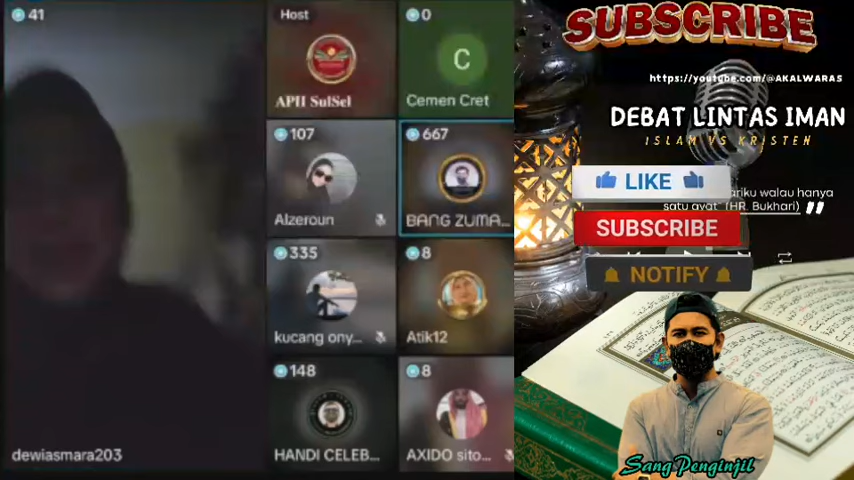 41
Host
APII SulSel
0
C
Cemen Cret
107
Alzeroun
667
BANG ZUMA...
335
kucang ony...
8
Atik12
148
HANDI CELEB...
8
AXIDO sito...
dewiasmara203
SUBSCRIBE
https://youtube.com/@AKALWARAS
DEBAT LINTAS IMAN
ISLAM VS KRISTEN
ariku walau hanya
satu ayat" (HR. Bukhari)
LIKE
SUBSCRIBE
NOTIFY
Sang Penginjil